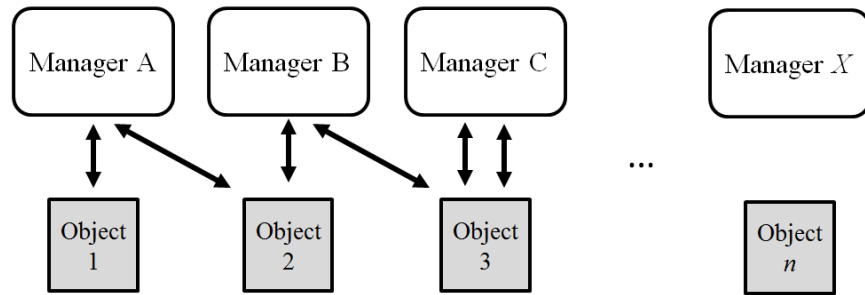 Manager A
Manager B
Manager C
Manager X
...
Object
1
Object
2
Object
3
Object
n